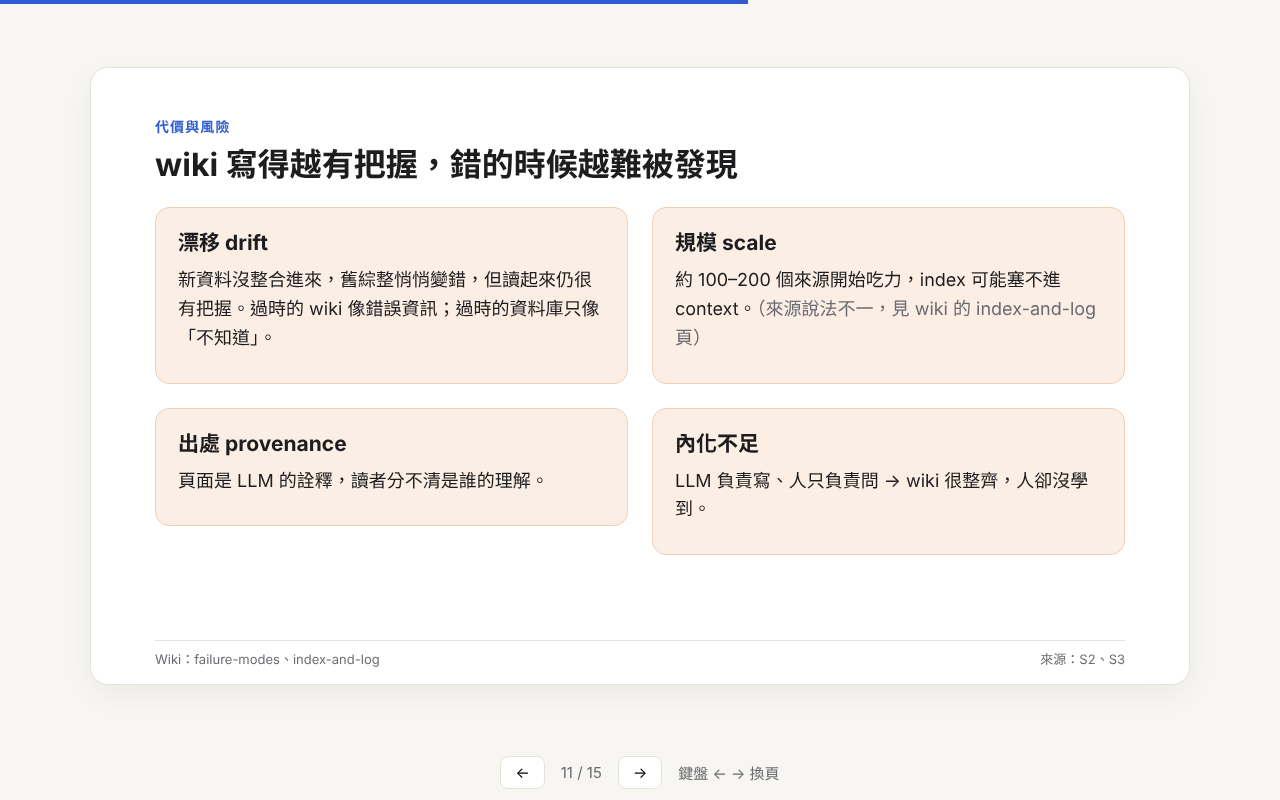 代價與風險
wiki 寫得越有把握，錯的時候越難被發現
漂移 drift
新資料沒整合進來，舊綜整悄悄變錯，但讀起來仍很
有把握。過時的 wiki 像錯誤資訊；過時的資料庫只像
「不知道」。
規模 scale
約 100–200 個來源開始吃力，index 可能塞不進
context。（來源說法不一，見 wiki 的 index-and-log
頁）
出處 provenance
頁面是 LLM 的詮釋，讀者分不清是誰的理解。
內化不足
LLM 負責寫、人只負責問 → wiki 很整齊，人卻沒學
到。
Wiki：failure-modes、index-and-log
來源：S2、S3
← 11 / 15 → 鍵盤 ← → 換頁